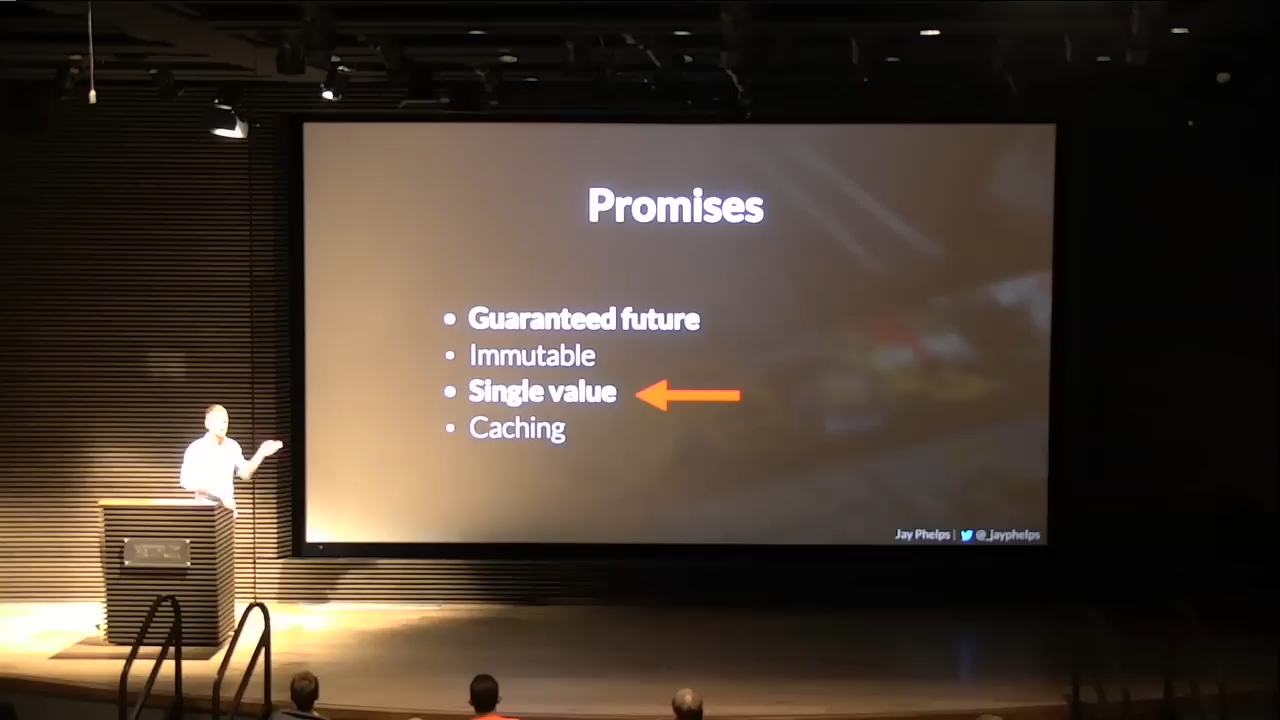 Promises
• Guaranteed future
• Immutable
• Single value
• Caching
Jay Phelps | @_jayphelps